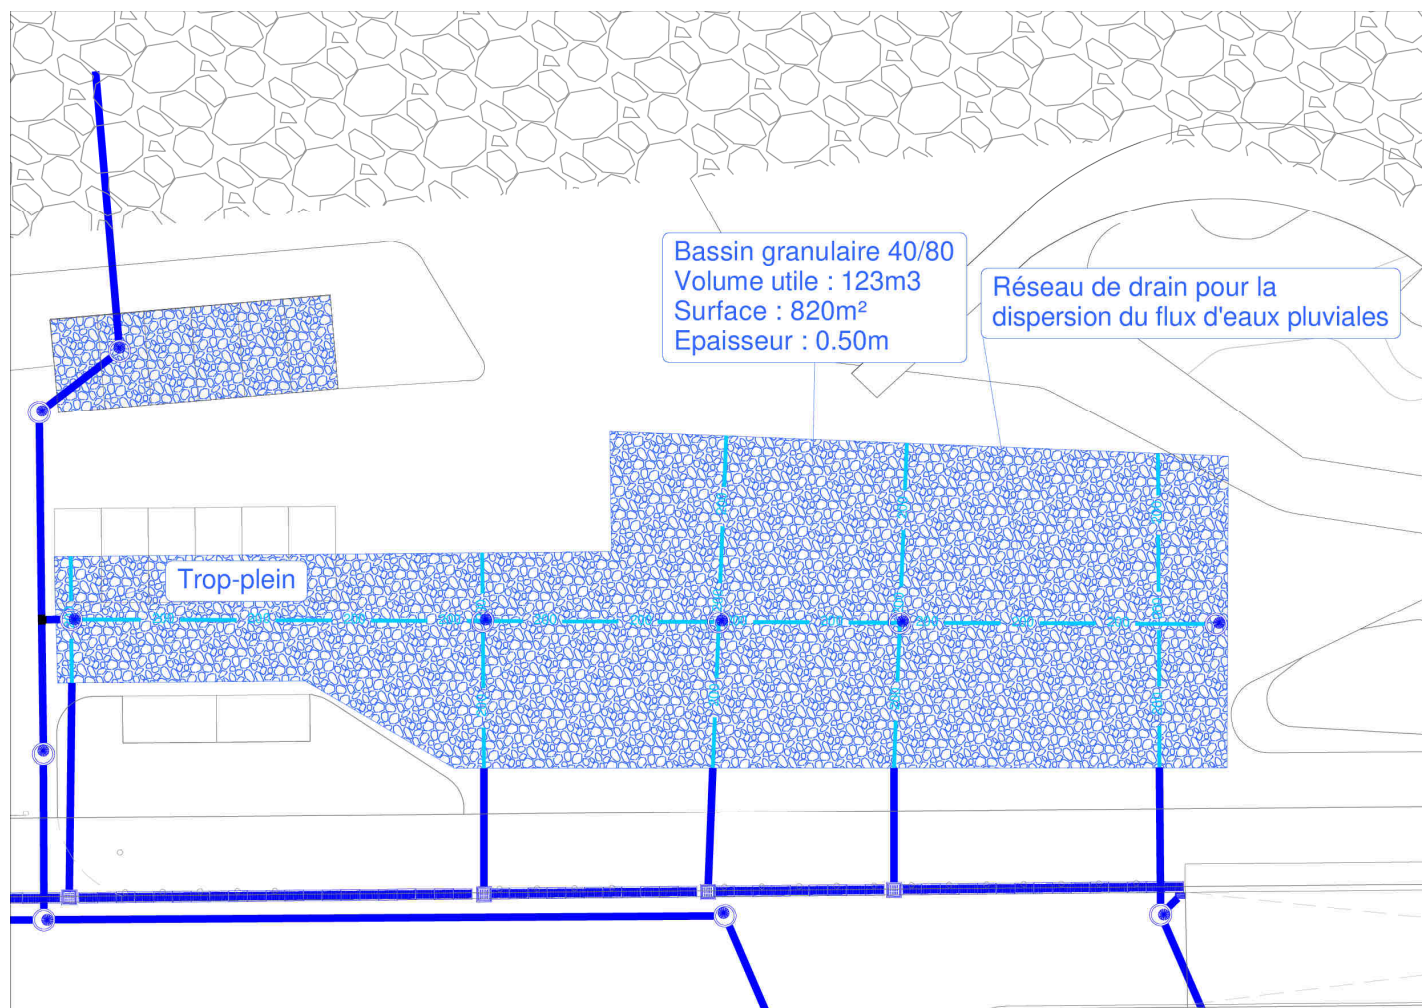 Bassin granulaire 40/80
Volume utile : 123m3
Surface : 820m²
Epaisseur : 0.50m
Réseau de drain pour la
dispersion du flux d'eaux pluviales
Trop-plein